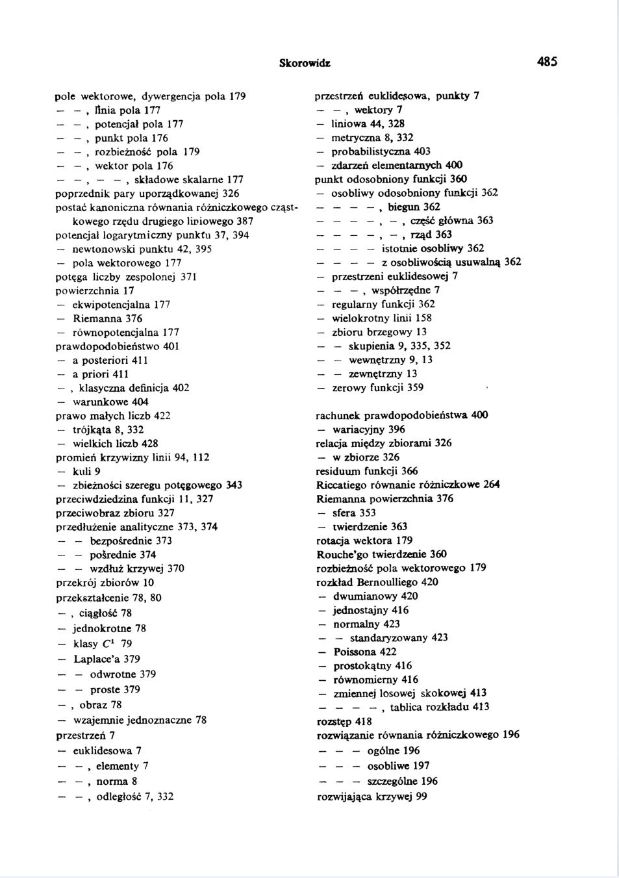 Skorowidz 485
pole wektorowe, dywergencja pola 179
— — , linia pola 177
— — , potencjał pola 177
— — , punkt pola 176
— — , rozbieżność pola 179
— — , wektor pola 176
— — , — — , składowe skalarne 177
poprzednik pary uporządkowanej 326
postać kanoniczna równania różniczkowego cząst-
kowego rzędu drugiego liniowego 387
potencjał logarytmiczny punktu 37, 394
— newtonowski punktu 42, 395
— pola wektorowego 177
potęga liczby zespolonej 371
powierzchnia 17
— ekwipotencjalna 177
— Riemanna 376
— równopotencjalna 177
prawdopodobieństwo 401
— a posteriori 411
— a priori 411
— , klasyczna definicja 402
— warunkowe 404
prawo małych liczb 422
— trójkąta 8, 332
— wielkich liczb 428
promień krzywizny linii 94, 112
— kuli 9
— zbieżności szeregu potęgowego 343
przeciwdziedzina funkcji 11, 327
przeciwobraz zbioru 327
przedłużenie analityczne 373, 374
— — bezpośrednie 373
— — pośrednie 374
— — wzdłuż krzywej 370
przekrój zbiorów 10
przekształcenie 78, 80
— , ciągłość 78
— jednokrotne 78
— klasy C¹ 79
— Laplace'a 379
— — odwrotne 379
— — proste 379
— , obraz 78
— wzajemnie jednoznaczne 78
przestrzeń 7
— euklidesowa 7
— — , elementy 7
— — , norma 8
— — , odległość 7, 332
przestrzeń euklidesowa, punkty 7
— — , wektory 7
— liniowa 44, 328
— metryczna 8, 332
— probabilistyczna 403
— zdarzeń elementarnych 400
punkt odosobniony funkcji 360
— osobliwy odosobniony funkcji 362
— — — — , biegun 362
— — — — , — , część główna 363
— — — — , — , rząd 363
— — — — istotnie osobliwy 362
— — — — z osobliwością usuwalną 362
— przestrzeni euklidesowej 7
— — — , współrzędne 7
— regularny funkcji 362
— wielokrotny linii 158
— zbioru brzegowy 13
— — skupienia 9, 335, 352
— — wewnętrzny 9, 13
— — zewnętrzny 13
— zerowy funkcji 359
rachunek prawdopodobieństwa 400
— wariacyjny 396
relacja między zbiorami 326
— w zbiorze 326
residuum funkcji 366
Riccatiego równanie różniczkowe 264
Riemanna powierzchnia 376
— sfera 353
— twierdzenie 363
rotacja wektora 179
Rouche'go twierdzenie 360
rozbieżność pola wektorowego 179
rozkład Bernoulliego 420
— dwumianowy 420
— jednostajny 416
— normalny 423
— — standaryzowany 423
— Poissona 422
— prostokątny 416
— równomierny 416
— zmiennej losowej skokowej 413
— — — — , tablica rozkładu 413
rozstęp 418
rozwiązanie równania różniczkowego 196
— — — ogólne 196
— — — osobliwe 197
— — — szczególne 196
rozwijająca krzywej 99